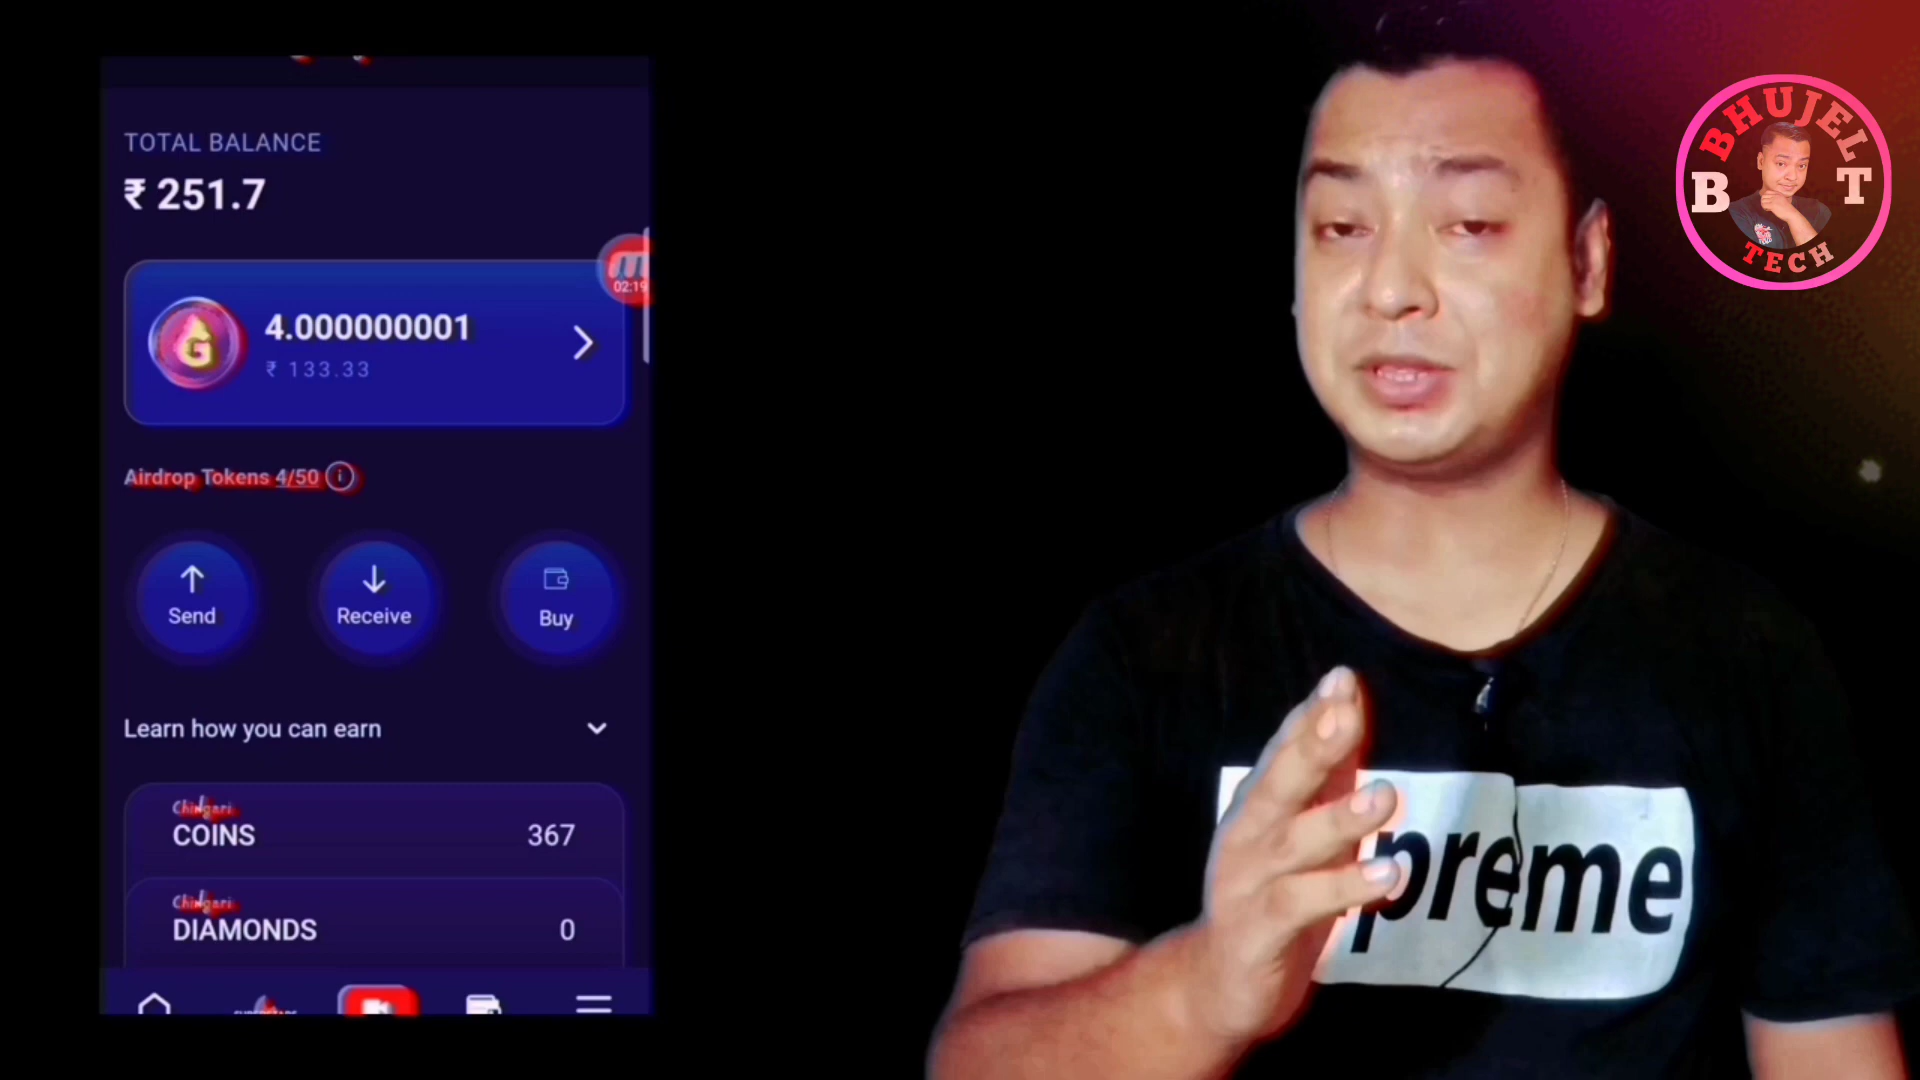 TOTAL BALANCE
₹ 251.7
02:19
4.000000001
₹ 133.33
Airdrop Tokens 4/50 i
Send
Receive
Buy
Learn how you can earn
Chingari
COINS 367
Chingari
DIAMONDS 0
BHUJEL
B T
TECH
preme